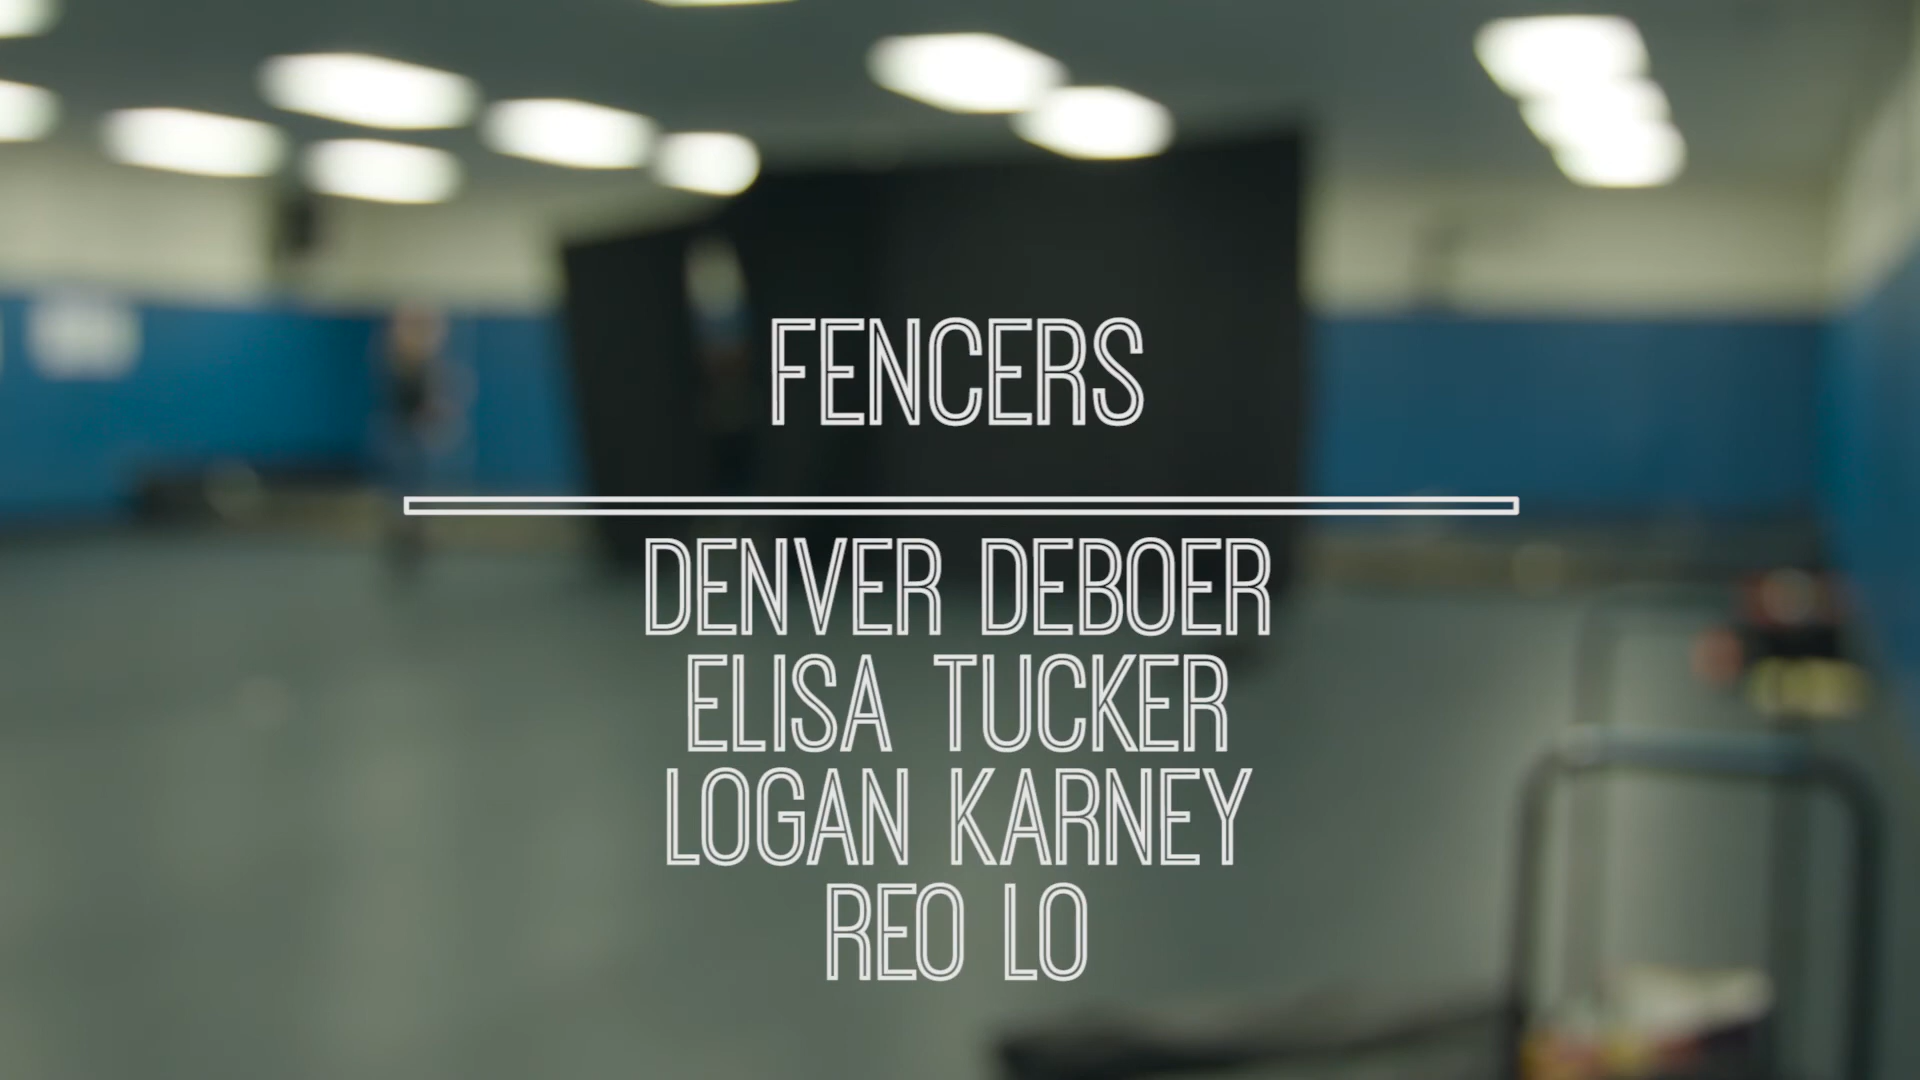 FENCERS
DENVER DEBOER
ELISA TUCKER
LOGAN KARNEY
REO LO